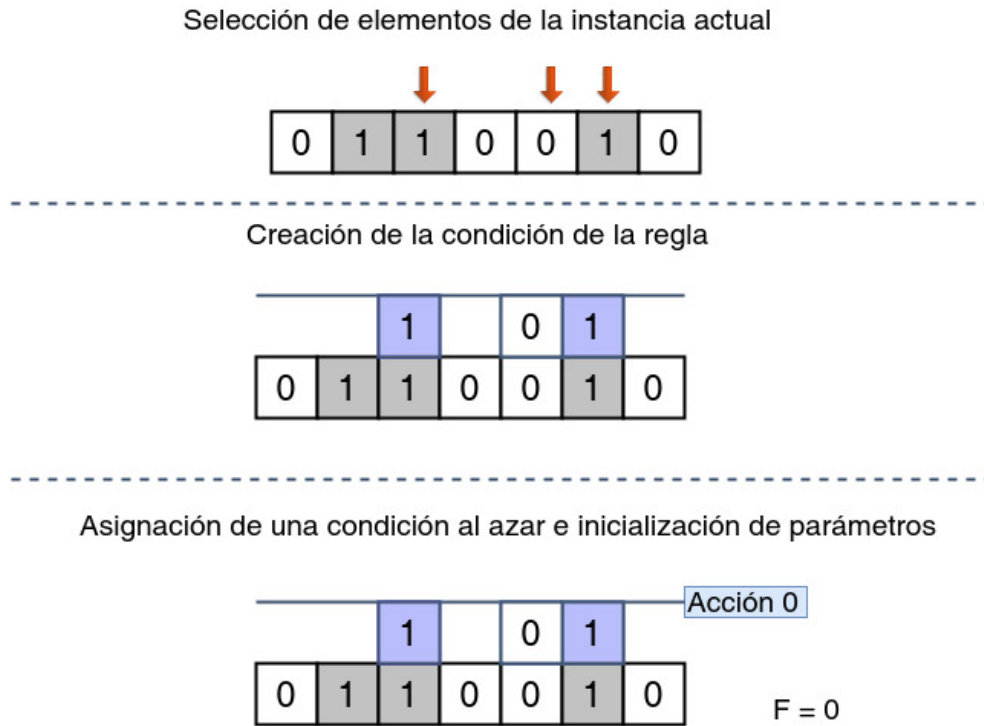 Selección de elementos de la instancia actual
0 1 1 0 0 1 0
Creación de la condición de la regla
1 0 1
0 1 1 0 0 1 0
Asignación de una condición al azar e inicialización de parámetros
Acción 0
1 0 1
0 1 1 0 0 1 0
F = 0